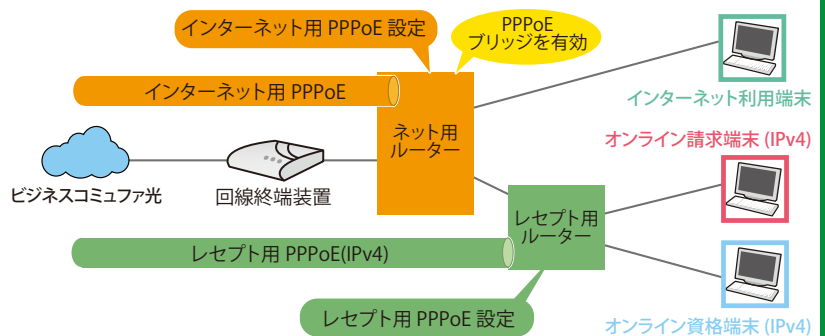 インターネット用 PPPoE 設定
PPPoE
ブリッジを有効
インターネット用 PPPoE
ネット用
ルーター
インターネット利用端末
オンライン請求端末 (IPv4)
ビジネスコミュファ光
回線終端装置
レセプト用
ルーター
レセプト用 PPPoE(IPv4)
レセプト用 PPPoE 設定
オンライン資格端末 (IPv4)